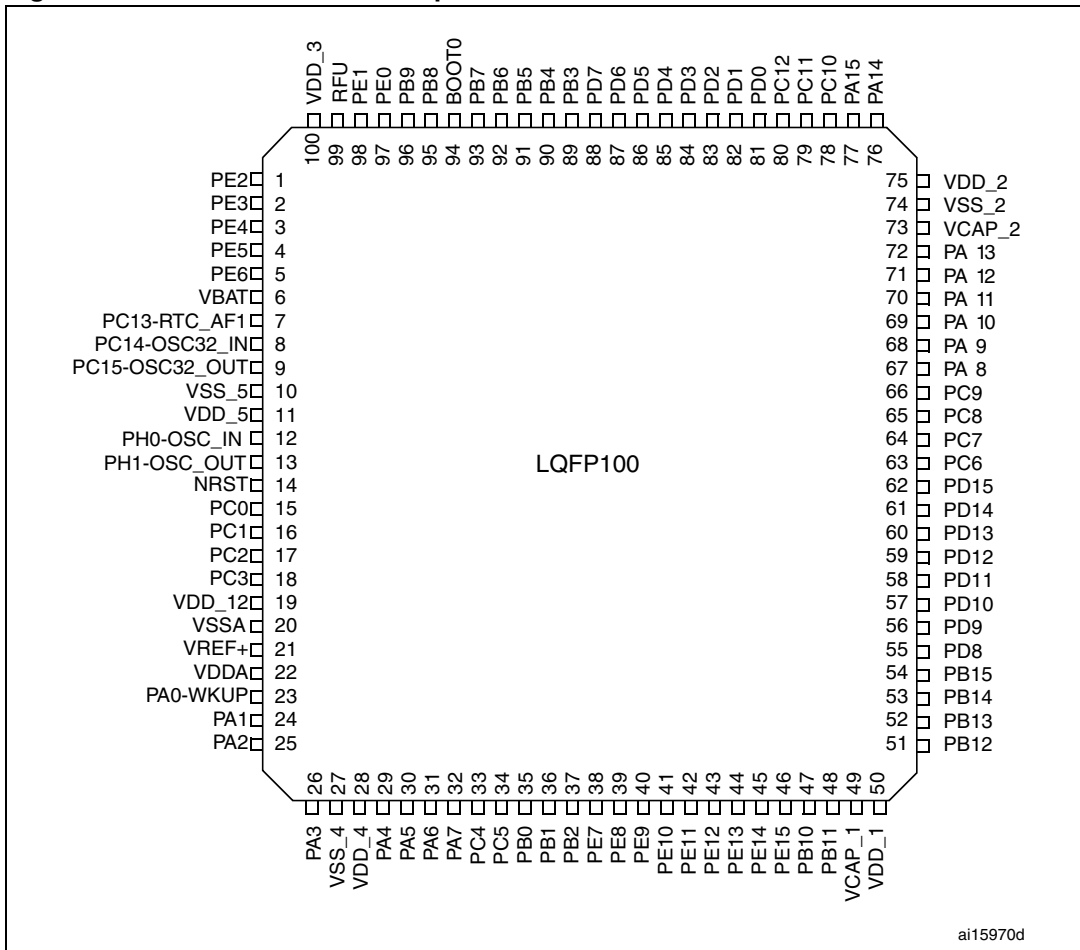 VDD_3
RFU
PE1
PE0
PB9
PB8
BOOT0
PB7
PB6
PB5
PB4
PB3
PD7
PD6
PD5
PD4
PD3
PD2
PD1
PD0
PC12
PC11
PC10
PA15
PA14
100
99
98
97
96
95
94
93
92
91
90
89
88
87
86
85
84
83
82
81
80
79
78
77
76
PE2 1
PE3 2
PE4 3
PE5 4
PE6 5
VBAT 6
PC13-RTC_AF1 7
PC14-OSC32_IN 8
PC15-OSC32_OUT 9
VSS_5 10
VDD_5 11
PH0-OSC_IN 12
PH1-OSC_OUT 13
NRST 14
PC0 15
PC1 16
PC2 17
PC3 18
VDD_12 19
VSSA 20
VREF+ 21
VDDA 22
PA0-WKUP 23
PA1 24
PA2 25
LQFP100
75 VDD_2
74 VSS_2
73 VCAP_2
72 PA 13
71 PA 12
70 PA 11
69 PA 10
68 PA 9
67 PA 8
66 PC9
65 PC8
64 PC7
63 PC6
62 PD15
61 PD14
60 PD13
59 PD12
58 PD11
57 PD10
56 PD9
55 PD8
54 PB15
53 PB14
52 PB13
51 PB12
26
27
28
29
30
31
32
33
34
35
36
37
38
39
40
41
42
43
44
45
46
47
48
49
50
PA3
VSS_4
VDD_4
PA4
PA5
PA6
PA7
PC4
PC5
PB0
PB1
PB2
PE7
PE8
PE9
PE10
PE11
PE12
PE13
PE14
PE15
PB10
PB11
VCAP_1
VDD_1
ai15970d